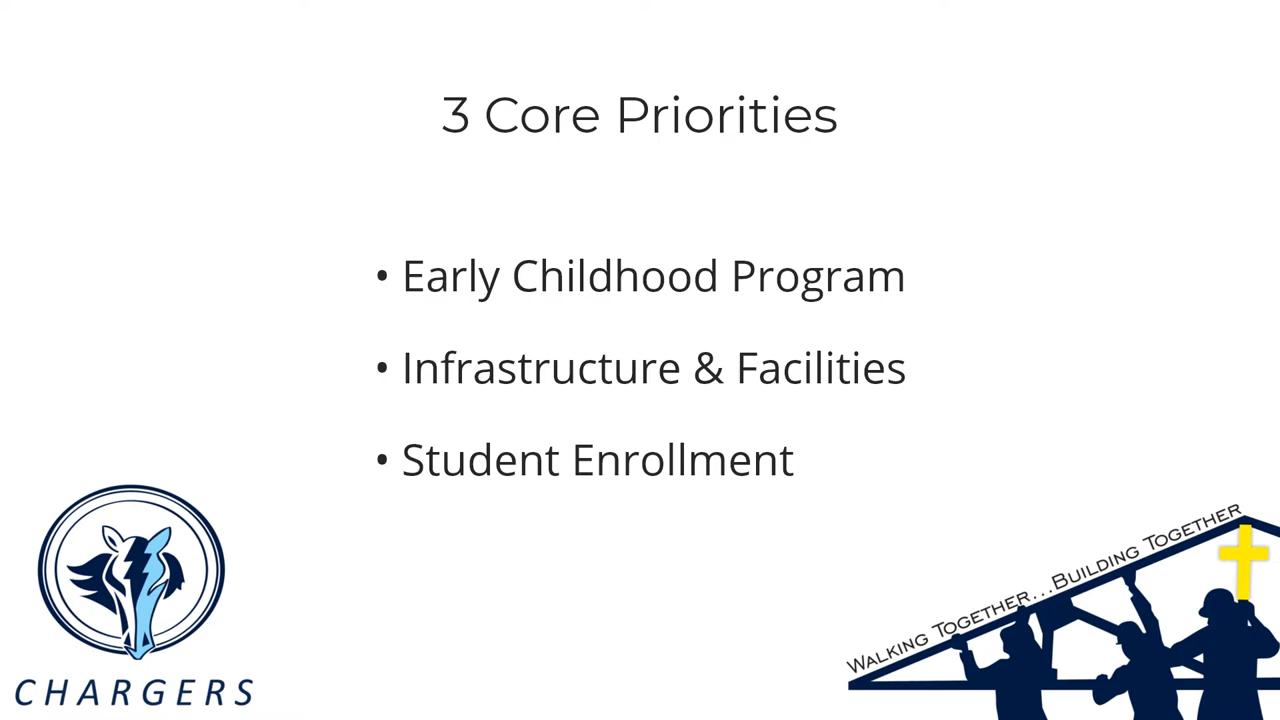 3 Core Priorities
• Early Childhood Program
• Infrastructure & Facilities
• Student Enrollment
CHARGERS
WALKING TOGETHER...BUILDING TOGETHER